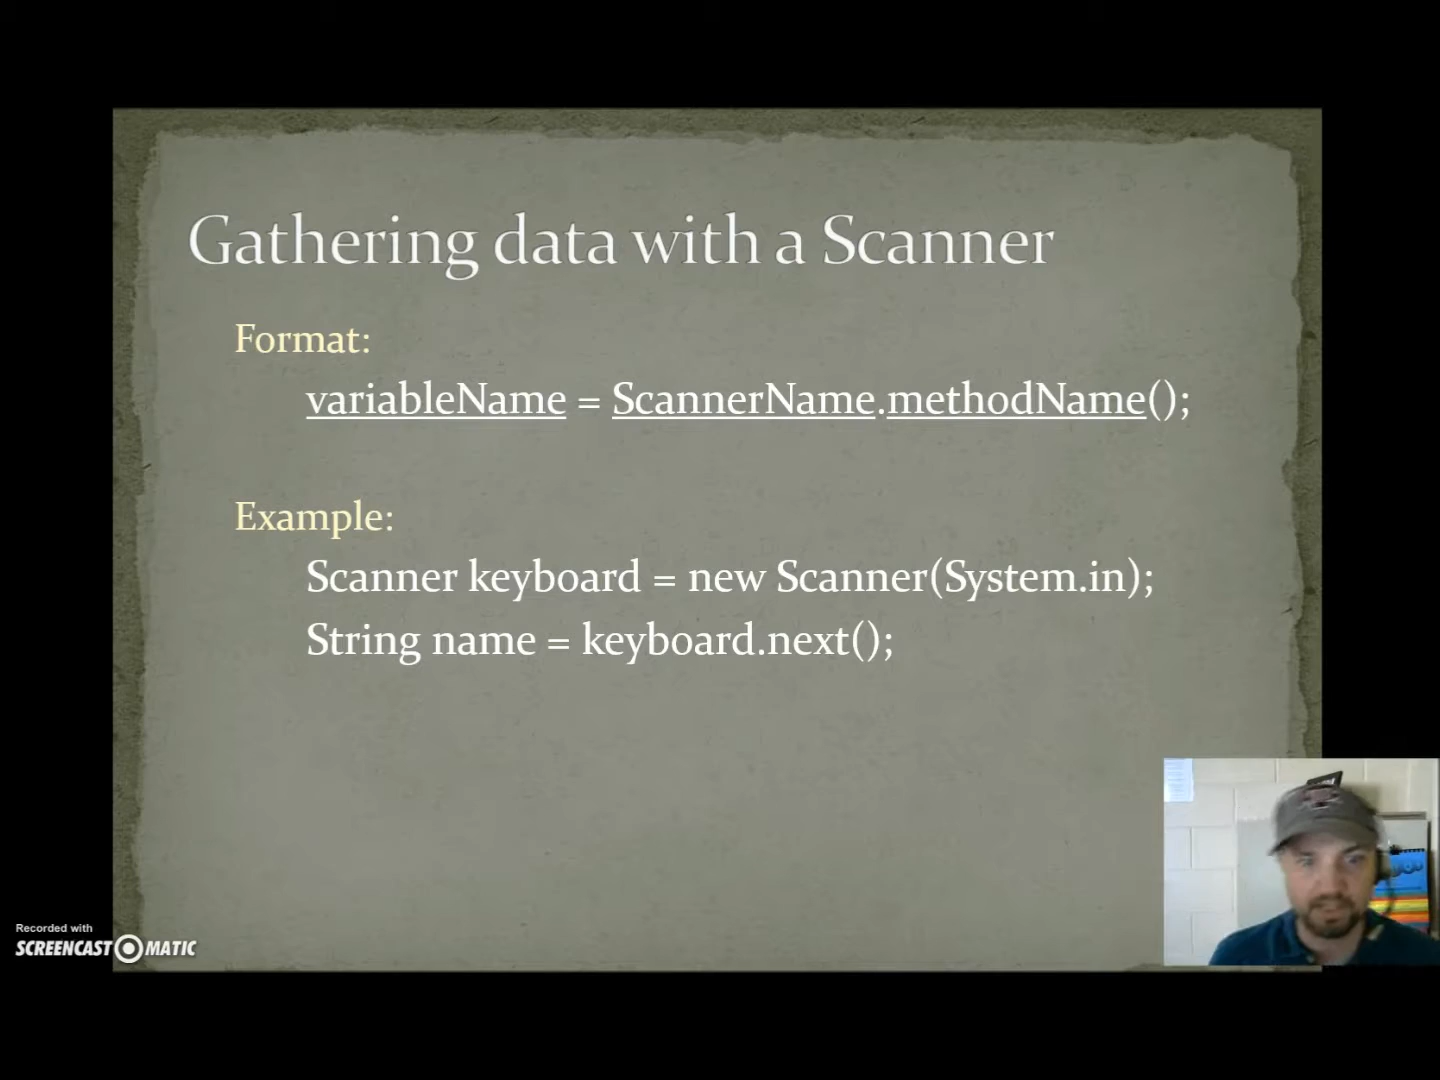 Gathering data with a Scanner
Format:
variableName = ScannerName.methodName();
Example:
Scanner keyboard = new Scanner(System.in);
String name = keyboard.next();
Recorded with
SCREENCAST-O-MATIC